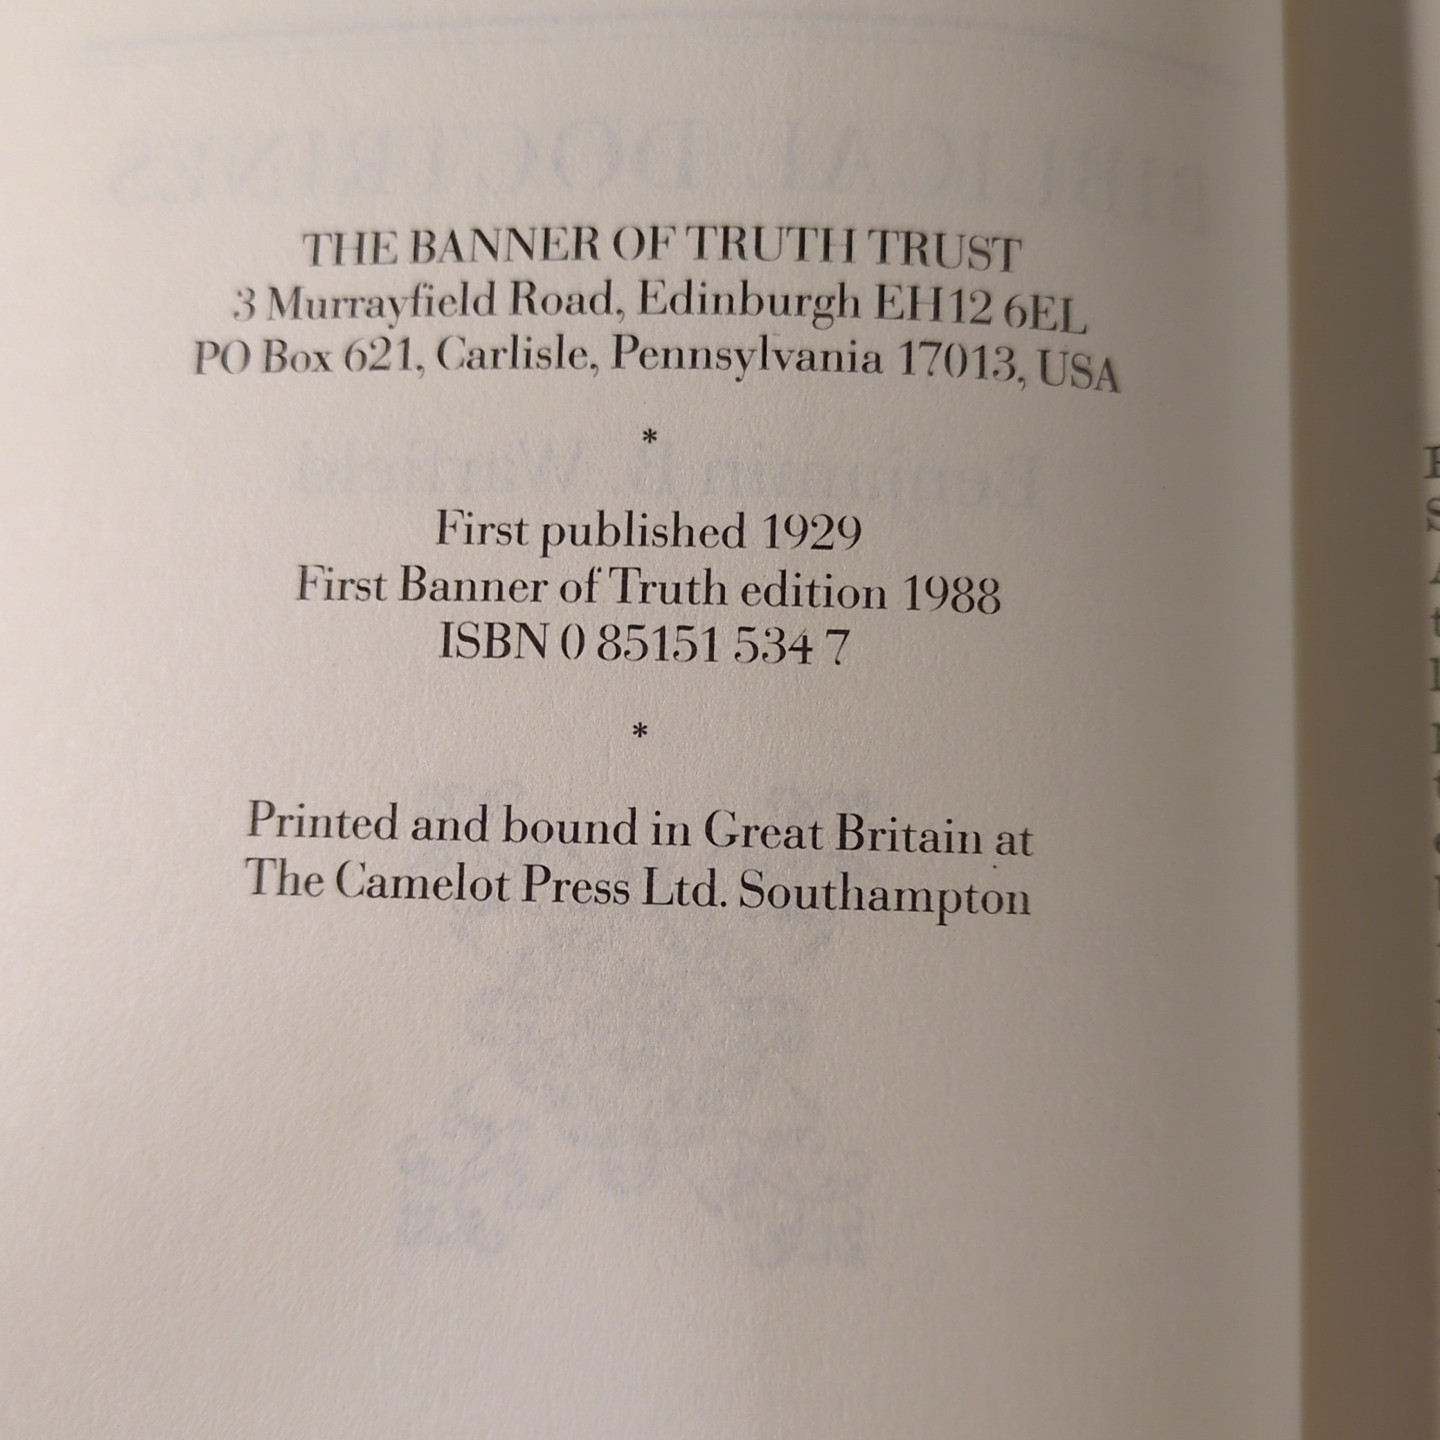 THE BANNER OF TRUTH TRUST
3 Murrayfield Road, Edinburgh EH12 6EL
PO Box 621, Carlisle, Pennsylvania 17013, USA
*
First published 1929
First Banner of Truth edition 1988
ISBN 0 85151 534 7
*
Printed and bound in Great Britain at
The Camelot Press Ltd. Southampton